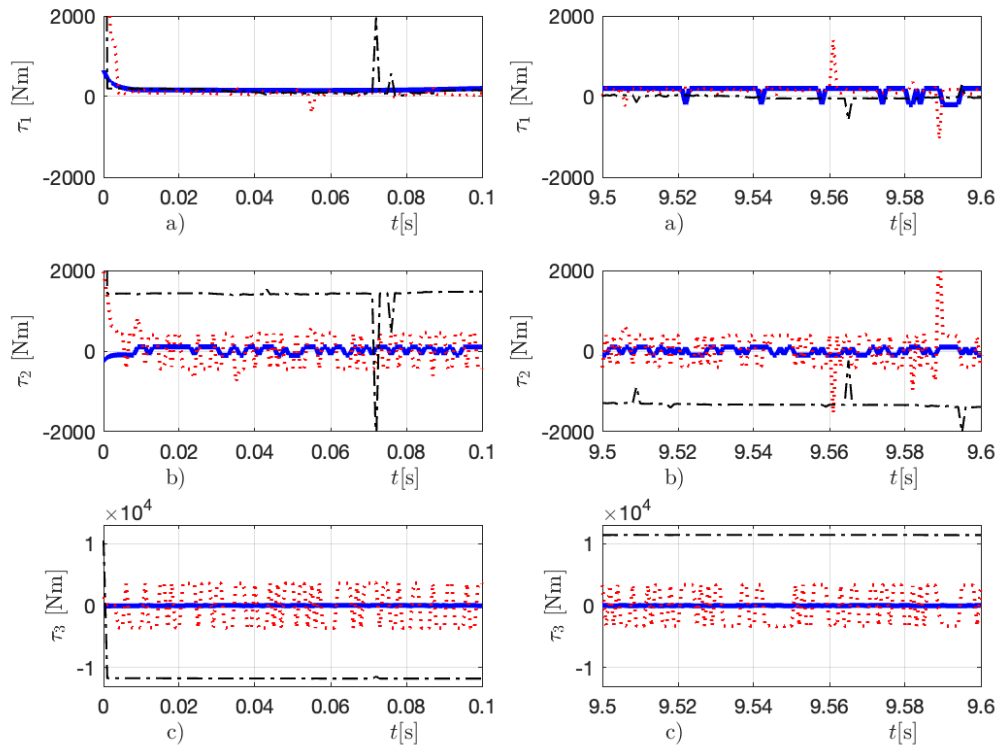 2000
0
-2000
τ1 [Nm]
0 0.02 0.04 0.06 0.08 0.1
a) t[s]
2000
0
-2000
τ1 [Nm]
9.5 9.52 9.54 9.56 9.58 9.6
a) t[s]
2000
0
-2000
τ2 [Nm]
0 0.02 0.04 0.06 0.08 0.1
b) t[s]
2000
0
-2000
τ2 [Nm]
9.5 9.52 9.54 9.56 9.58 9.6
b) t[s]
×10^4
1
0
-1
τ3 [Nm]
0 0.02 0.04 0.06 0.08 0.1
c) t[s]
×10^4
1
0
-1
τ3 [Nm]
9.5 9.52 9.54 9.56 9.58 9.6
c) t[s]